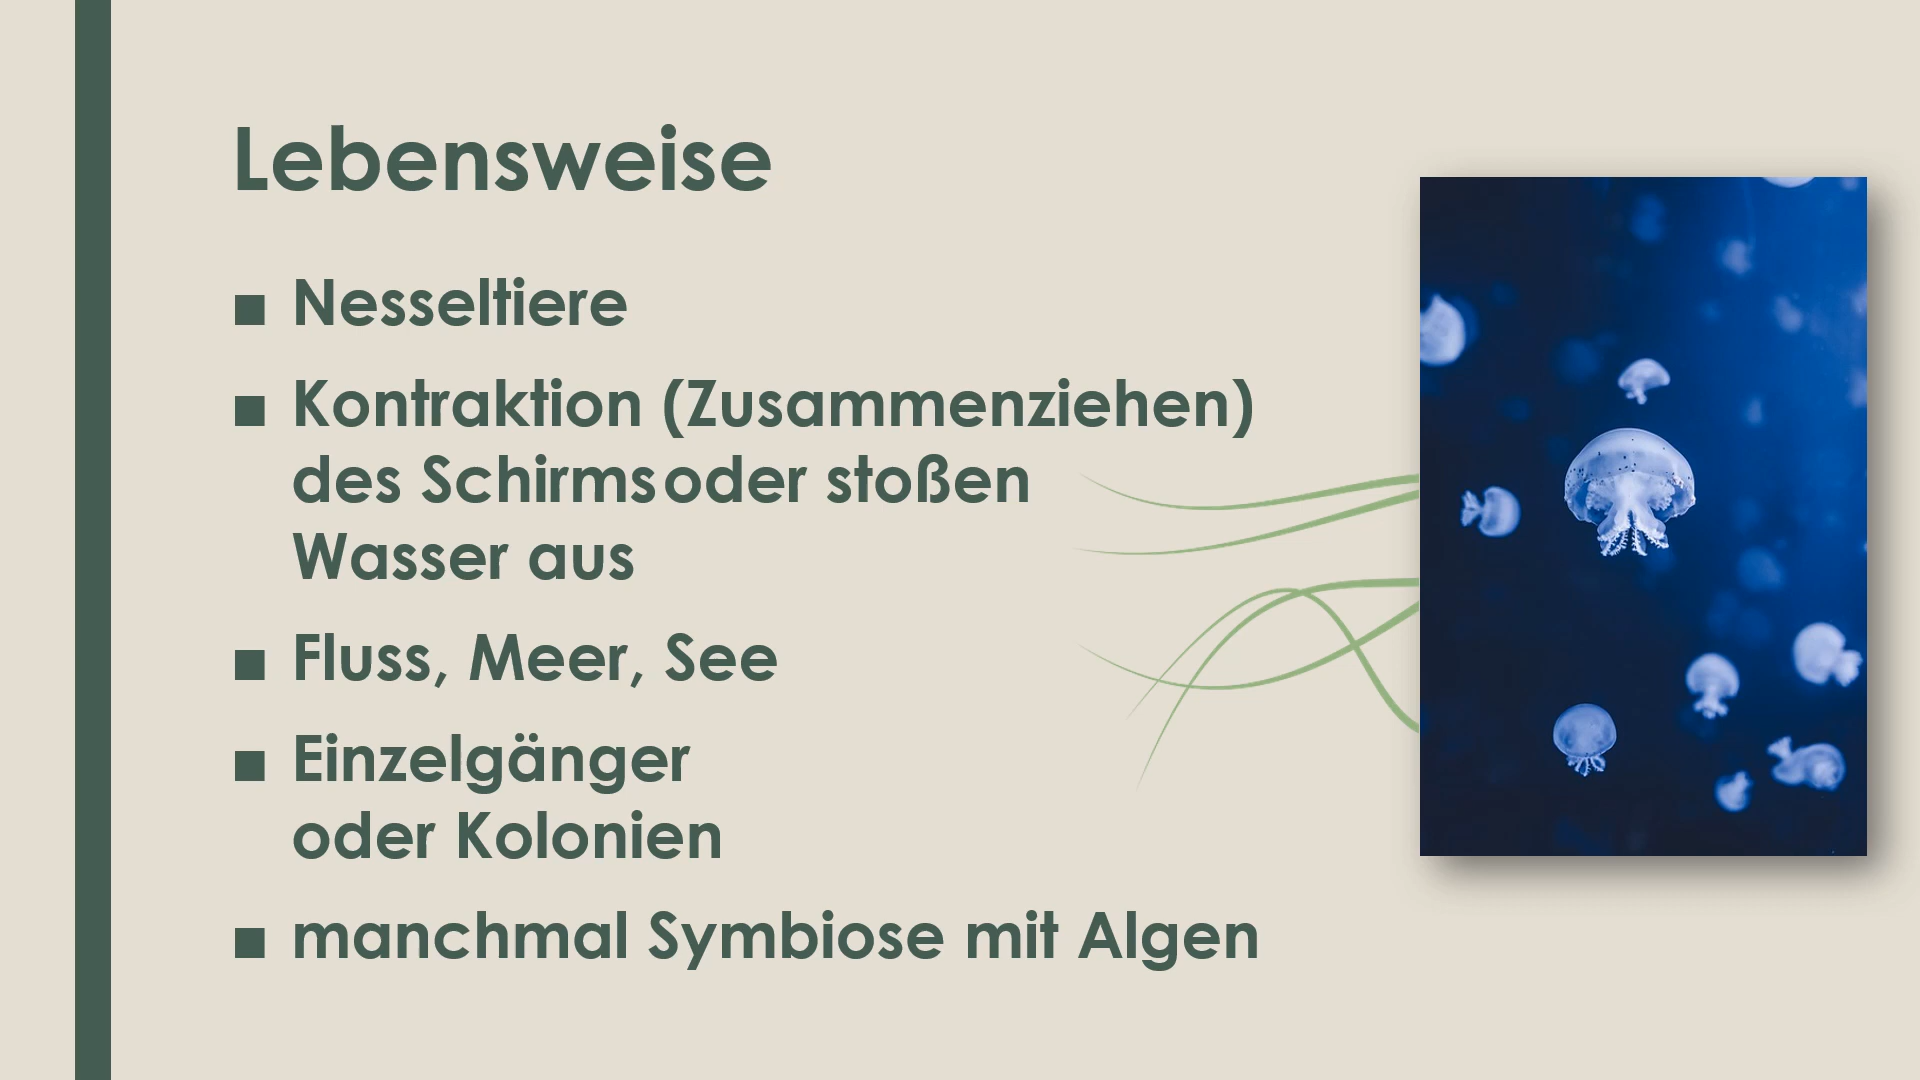 Lebensweise
■ Nesseltiere
■ Kontraktion (Zusammenziehen)
des Schirms oder stoßen
Wasser aus
■ Fluss, Meer, See
■ Einzelgänger
oder Kolonien
■ manchmal Symbiose mit Algen